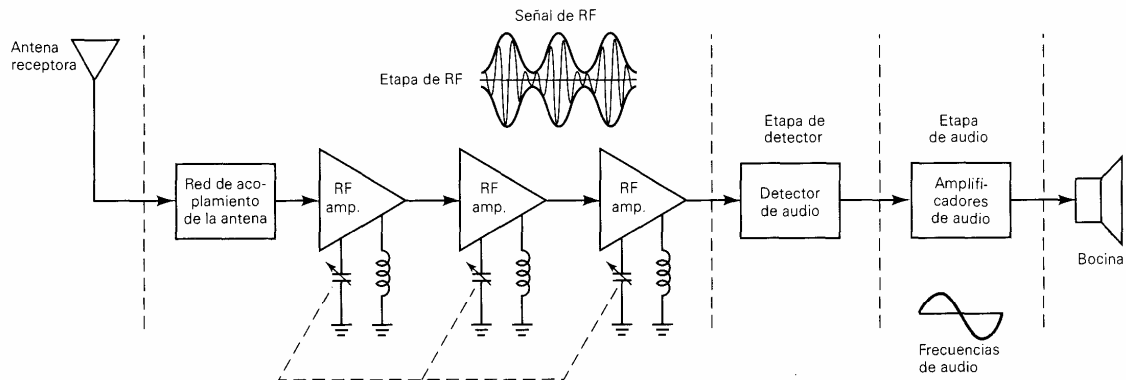 Señal de RF
Antena
receptora
Etapa de RF
Etapa de
detector
Etapa
de audio
Red de aco-
plamiento
de la antena
RF
amp.
RF
amp.
RF
amp.
Detector
de audio
Amplifi-
cadores
de audio
Bocina
Frecuencias
de audio